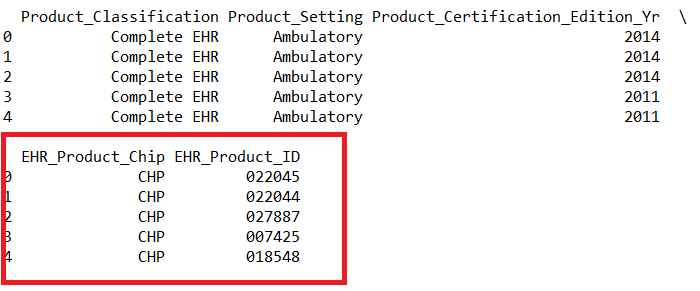 Product_Classification Product_Setting Product_Certification_Edition_Yr \
0 Complete EHR Ambulatory 2014
1 Complete EHR Ambulatory 2014
2 Complete EHR Ambulatory 2014
3 Complete EHR Ambulatory 2011
4 Complete EHR Ambulatory 2011
EHR_Product_Chip EHR_Product_ID
0 CHP 022045
1 CHP 022044
2 CHP 027887
3 CHP 007425
4 CHP 018548